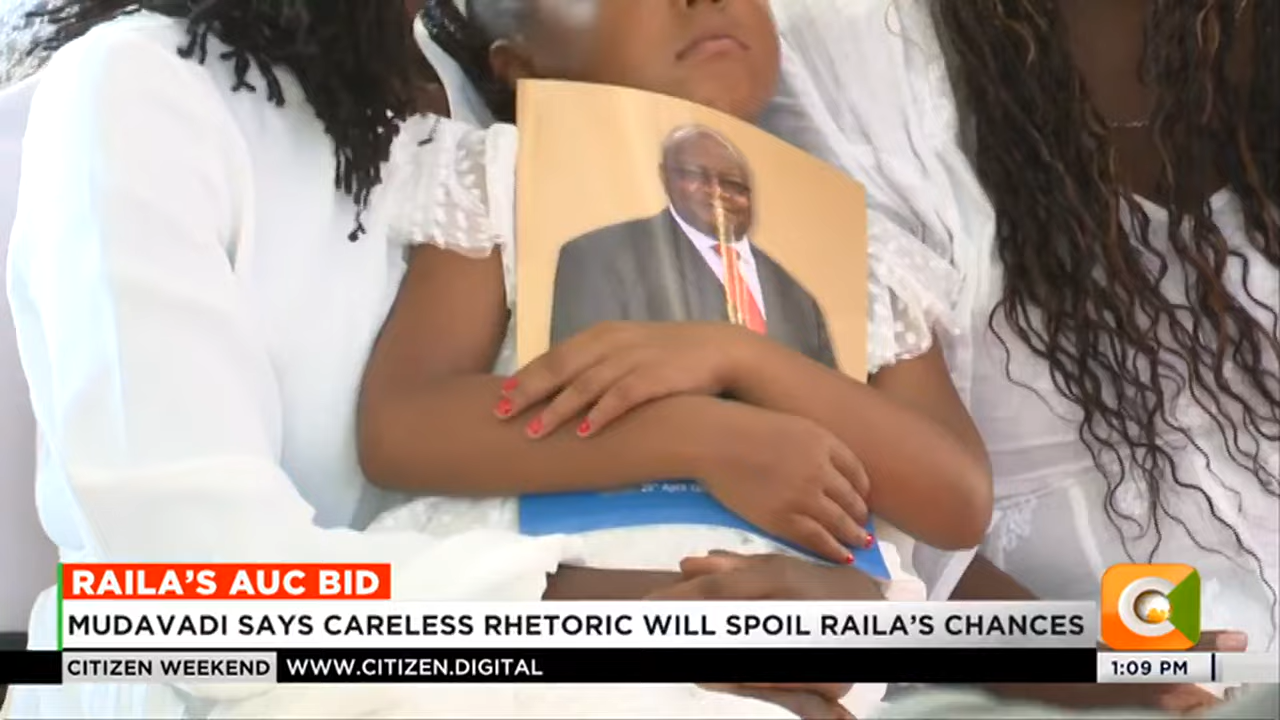 RAILA'S AUC BID
MUDAVADI SAYS CARELESS RHETORIC WILL SPOIL RAILA'S CHANCES
CITIZEN WEEKEND WWW.CITIZEN.DIGITAL
1:09 PM